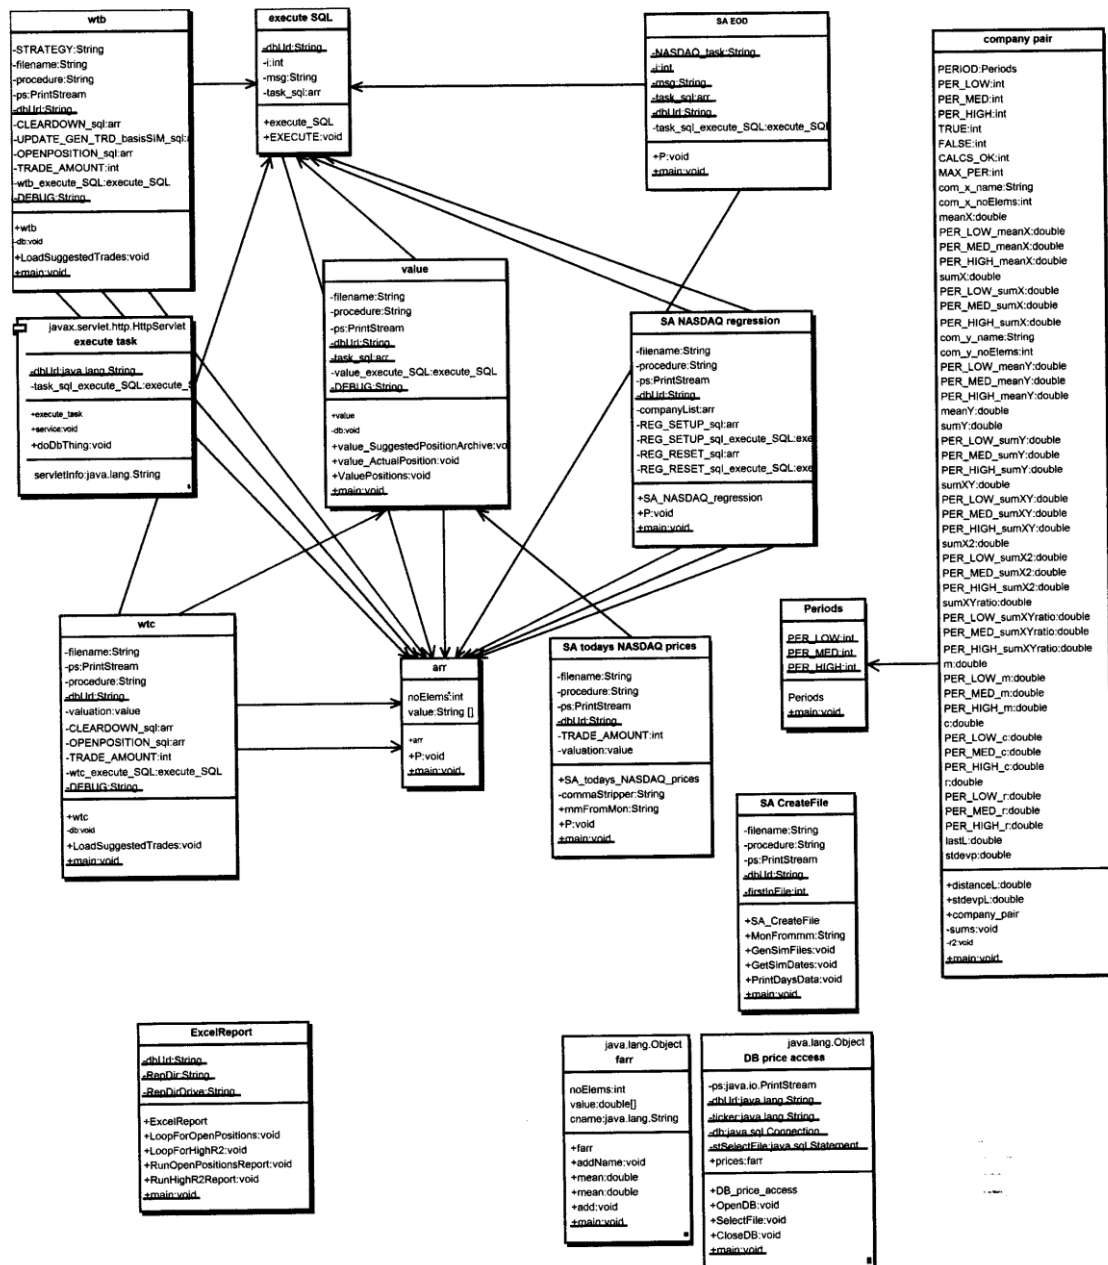 wtb
-STRATEGY:String
-filename:String
-procedure:String
-ps:PrintStream
-dbUrl:String
-CLEARDOWN_sql:arr
-UPDATE_GEN_TRD_basisSIM_sql:a
-OPENPOSITION_sql:arr
-TRADE_AMOUNT:int
-wtb_execute_SQL:execute_SQL
-DEBUG:String
+wtb
-db:void
+LoadSuggestedTrades:void
+main:void
execute SQL
-dbUrl:String
-i:int
-msg:String
-task_sql:arr
+execute_SQL
+EXECUTE:void
SA EOD
-NASDAQ_task:String
-i:int
-msg:String
-task_sql:arr
-dbUrl:String
-task_sql_execute_SQL:execute_SQL
+P:void
+main:void
company pair
PERIOD:Periods
PER_LOW:int
PER_MED:int
PER_HIGH:int
TRUE:int
FALSE:int
CALCS_OK:int
MAX_PER:int
com_x_name:String
com_x_noElems:int
meanX:double
PER_LOW_meanX:double
PER_MED_meanX:double
PER_HIGH_meanX:double
sumX:double
PER_LOW_sumX:double
PER_MED_sumX:double
PER_HIGH_sumX:double
com_y_name:String
com_y_noElems:int
PER_LOW_meanY:double
PER_MED_meanY:double
PER_HIGH_meanY:double
meanY:double
sumY:double
PER_LOW_sumY:double
PER_MED_sumY:double
PER_HIGH_sumY:double
sumXY:double
PER_LOW_sumXY:double
PER_MED_sumXY:double
PER_HIGH_sumXY:double
sumX2:double
PER_LOW_sumX2:double
PER_MED_sumX2:double
PER_HIGH_sumX2:double
sumXYratio:double
PER_LOW_sumXYratio:double
PER_MED_sumXYratio:double
PER_HIGH_sumXYratio:double
m:double
PER_LOW_m:double
PER_MED_m:double
PER_HIGH_m:double
c:double
PER_LOW_c:double
PER_MED_c:double
PER_HIGH_c:double
r:double
PER_LOW_r:double
PER_MED_r:double
PER_HIGH_r:double
lastL:double
stdevp:double
+distanceL:double
+stdevpL:double
+company_pair
-sums:void
-r2:void
+main:void
value
-filename:String
-procedure:String
-ps:PrintStream
-dbUrl:String
-task_sql:arr
-value_execute_SQL:execute_SQL
-DEBUG:String
+value
-db:void
+value_SuggestedPositionArchive:vo
+value_ActualPosition:void
+ValuePositions:void
+main:void
javax.servlet.http.HttpServlet
execute task
-dbUrl:java.lang.String
-task_sql_execute_SQL:execute_S
+execute_task
+service:void
+doDbThing:void
servletInfo:java.lang.String
SA NASDAQ regression
-filename:String
-procedure:String
-ps:PrintStream
-dbUrl:String
-companyList:arr
-REG_SETUP_sql:arr
-REG_SETUP_sql_execute_SQL:exe
-REG_RESET_sql:arr
-REG_RESET_sql_execute_SQL:exe
+SA_NASDAQ_regression
+P:void
+main:void
wtc
-filename:String
-ps:PrintStream
-procedure:String
-dbUrl:String
-valuation:value
-CLEARDOWN_sql:arr
-OPENPOSITION_sql:arr
-TRADE_AMOUNT:int
-wtc_execute_SQL:execute_SQL
-DEBUG:String
+wtc
-db:void
+LoadSuggestedTrades:void
+main:void
arr
noElems:int
value:String []
+arr
+P:void
+main:void
SA todays NASDAQ prices
-filename:String
-procedure:String
-ps:PrintStream
-dbUrl:String
-TRADE_AMOUNT:int
-valuation:value
+SA_todays_NASDAQ_prices
-commaStripper:String
+mmFromMon:String
+P:void
+main:void
Periods
PER_LOW:int
PER_MED:int
PER_HIGH:int
Periods
+main:void
SA CreateFile
-filename:String
-procedure:String
-ps:PrintStream
-dbUrl:String
-firstInFile:int
+SA_CreateFile
+MonFrommm:String
+GenSimFiles:void
+GetSimDates:void
+PrintDaysData:void
+main:void
ExcelReport
-dbUrl:String
-RepDir:String
-RepDirDrive:String
+ExcelReport
+LoopForOpenPositions:void
+LoopForHighR2:void
+RunOpenPositionsReport:void
+RunHighR2Report:void
+main:void
java.lang.Object
farr
noElems:int
value:double[]
cname:java.lang.String
+farr
+addName:void
+mean:double
+mean:double
+add:void
+main:void
java.lang.Object
DB price access
-ps:java.io.PrintStream
-dbUrl:java.lang.String
-ticker:java.lang.String
-db:java.sql.Connection
-stSelectFile:java.sql.Statement
+prices:farr
+DB_price_access
+OpenDB:void
+SelectFile:void
+CloseDB:void
+main:void